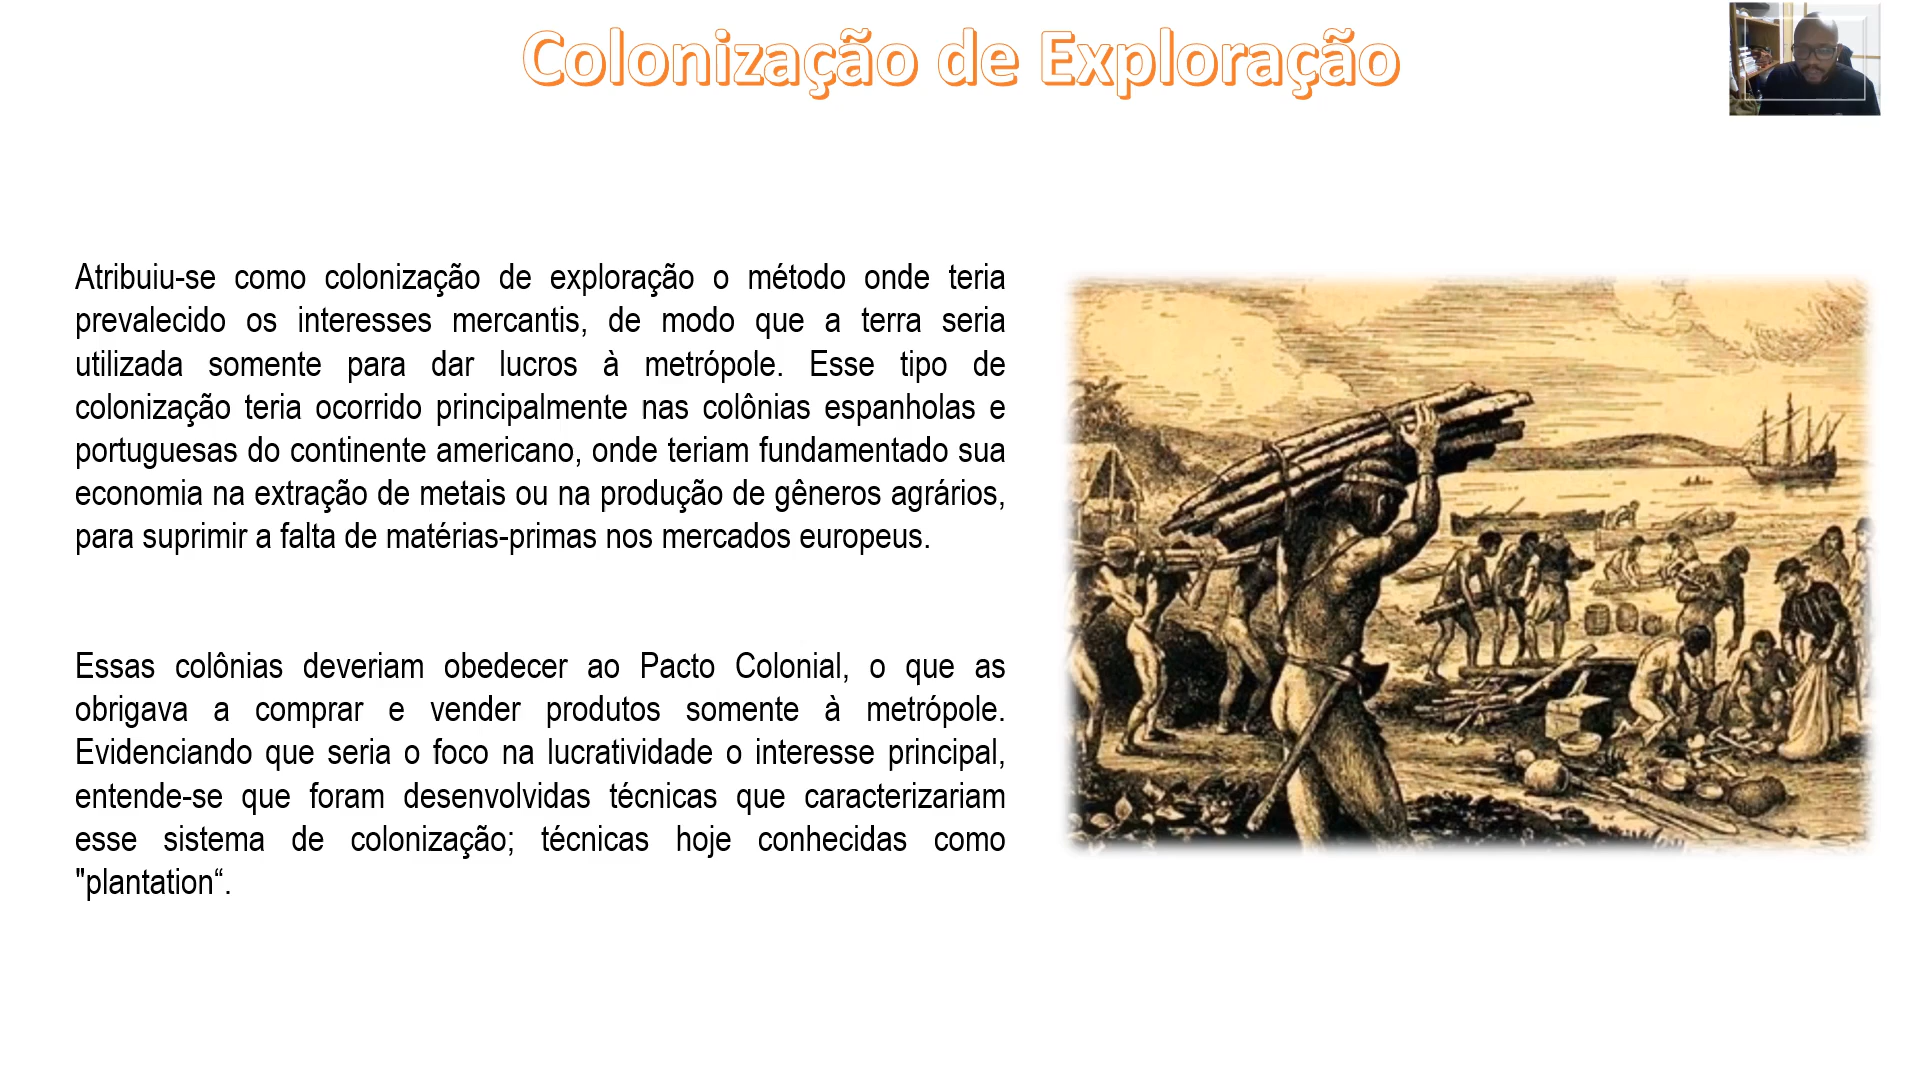 Colonização de Exploração
Atribuiu-se como colonização de exploração o método onde teria
prevalecido os interesses mercantis, de modo que a terra seria
utilizada somente para dar lucros à metrópole. Esse tipo de
colonização teria ocorrido principalmente nas colônias espanholas e
portuguesas do continente americano, onde teriam fundamentado sua
economia na extração de metais ou na produção de gêneros agrários,
para suprimir a falta de matérias-primas nos mercados europeus.
Essas colônias deveriam obedecer ao Pacto Colonial, o que as
obrigava a comprar e vender produtos somente à metrópole.
Evidenciando que seria o foco na lucratividade o interesse principal,
entende-se que foram desenvolvidas técnicas que caracterizariam
esse sistema de colonização; técnicas hoje conhecidas como
"plantation“.